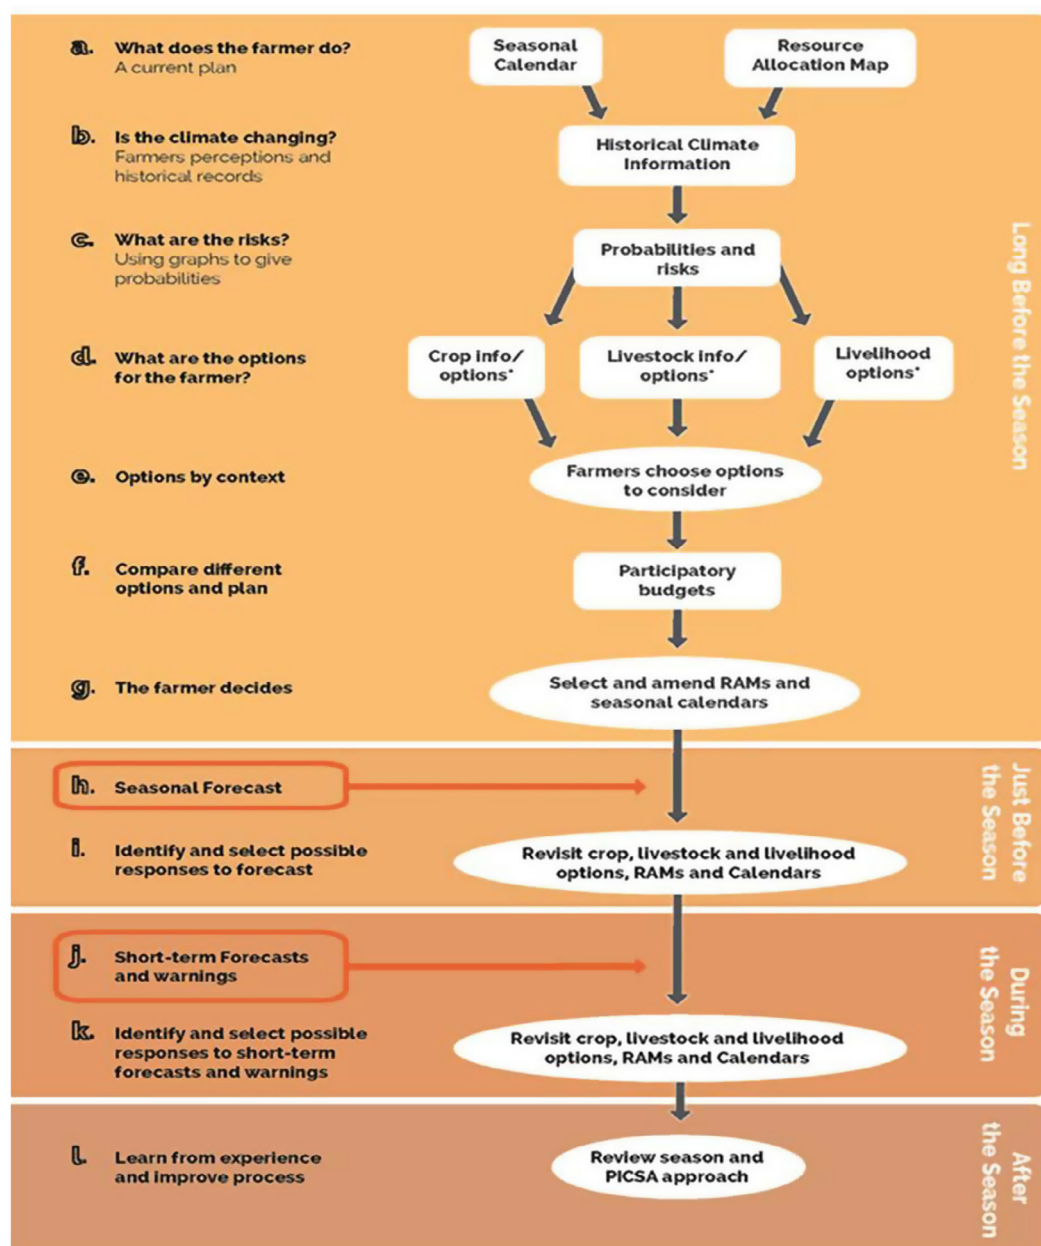 a. What does the farmer do?
A current plan
Seasonal
Calendar
Resource
Allocation Map
b. Is the climate changing?
Farmers perceptions and
historical records
Historical Climate
Information
c. What are the risks?
Using graphs to give
probabilities
Probabilities and
risks
d. What are the options
for the farmer?
Crop info/
options*
Livestock info/
options*
Livelihood
options*
e. Options by context
Farmers choose options
to consider
f. Compare different
options and plan
Participatory
budgets
g. The farmer decides
Select and amend RAMs and
seasonal calendars
Long Before the Season
h. Seasonal Forecast
i. Identify and select possible
responses to forecast
Revisit crop, livestock and livelihood
options, RAMs and Calendars
Just Before
the Season
j. Short-term Forecasts
and warnings
k. Identify and select possible
responses to short-term
forecasts and warnings
Revisit crop, livestock and livelihood
options, RAMs and Calendars
During
the Season
l. Learn from experience
and improve process
Review season and
PICSA approach
After
the Season